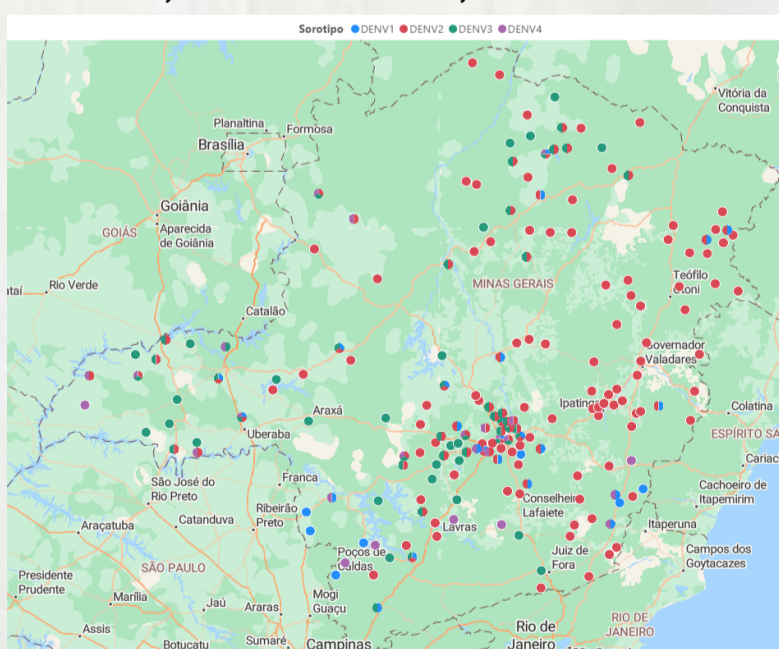 Sorotipo DENV1 DENV2 DENV3 DENV4
Vitória da
Conquista
Planaltina
Formosa
Brasília
Goiânia
GOIÁS
Aparecida
de Goiânia
Rio Verde
MINAS GERAIS
Teófilo
Otoni
Catalão
Governador
Valadares
Araxá
Ipatinga
Colatina
Uberaba
ESPÍRITO SA
Cariac
São José do
Rio Preto
Franca
Cachoeiro de
Itapemirim
Ribeirão
Preto
Conselheiro
Lafaiete
Catanduva
Araçatuba
Lavras
Itaperuna
Poços de
Caldas
Juiz de
Fora
Campos dos
Goytacazes
SÃO PAULO
Presidente
Prudente
Marília
Jaú
Araras
Mogi
Guaçu
RIO DE
JANEIRO
Assis
Rio de
Janeiro
Botucatu
Sumaré
Campinas